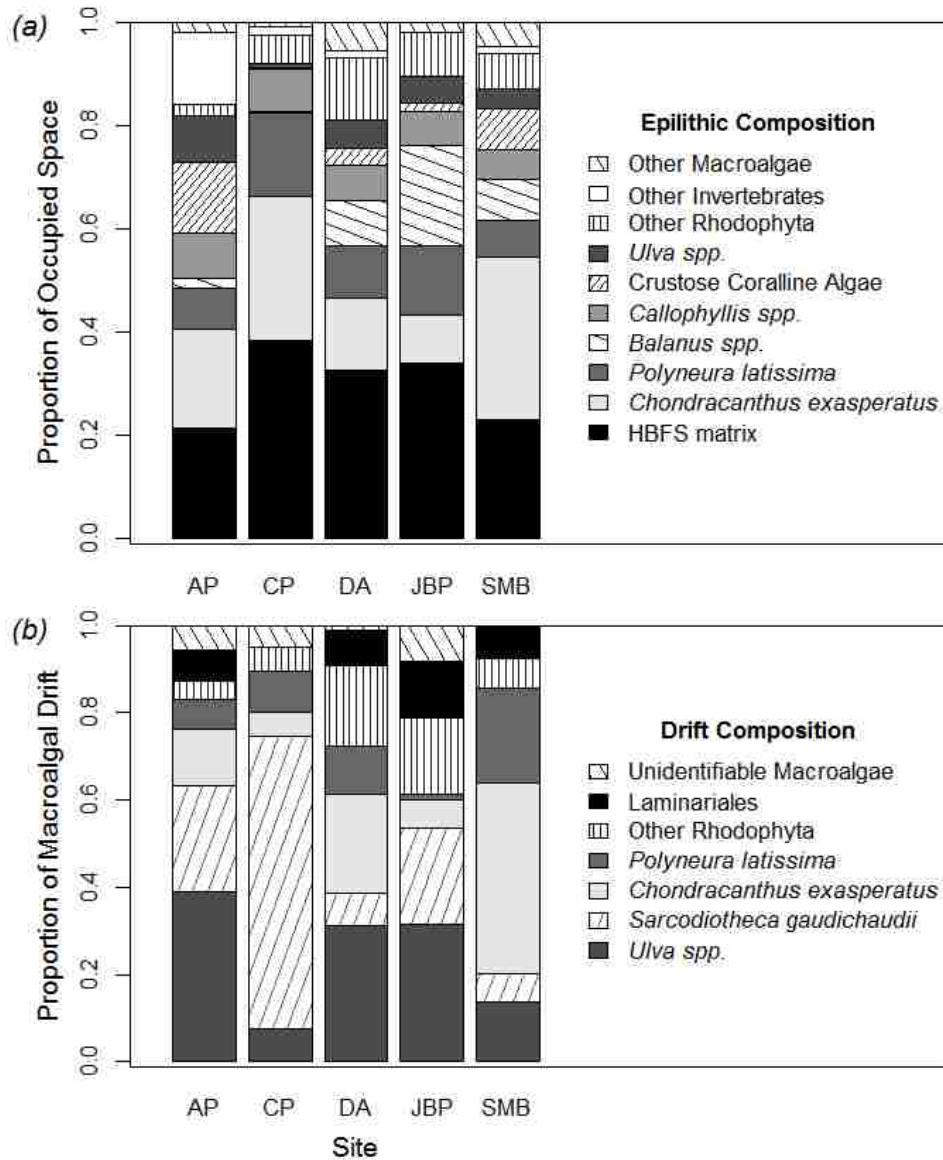 (a)
Proportion of Occupied Space
1.0
0.8
0.6
0.4
0.2
0.0
Epilithic Composition
Other Macroalgae
Other Invertebrates
Other Rhodophyta
Ulva spp.
Crustose Coralline Algae
Callophyllis spp.
Balanus spp.
Polyneura latissima
Chondracanthus exasperatus
HBFS matrix
AP CP DA JBP SMB
(b)
Proportion of Macroalgal Drift
1.0
0.8
0.6
0.4
0.2
0.0
Drift Composition
Unidentifiable Macroalgae
Laminariales
Other Rhodophyta
Polyneura latissima
Chondracanthus exasperatus
Sarcodiotheca gaudichaudii
Ulva spp.
AP CP DA JBP SMB
Site